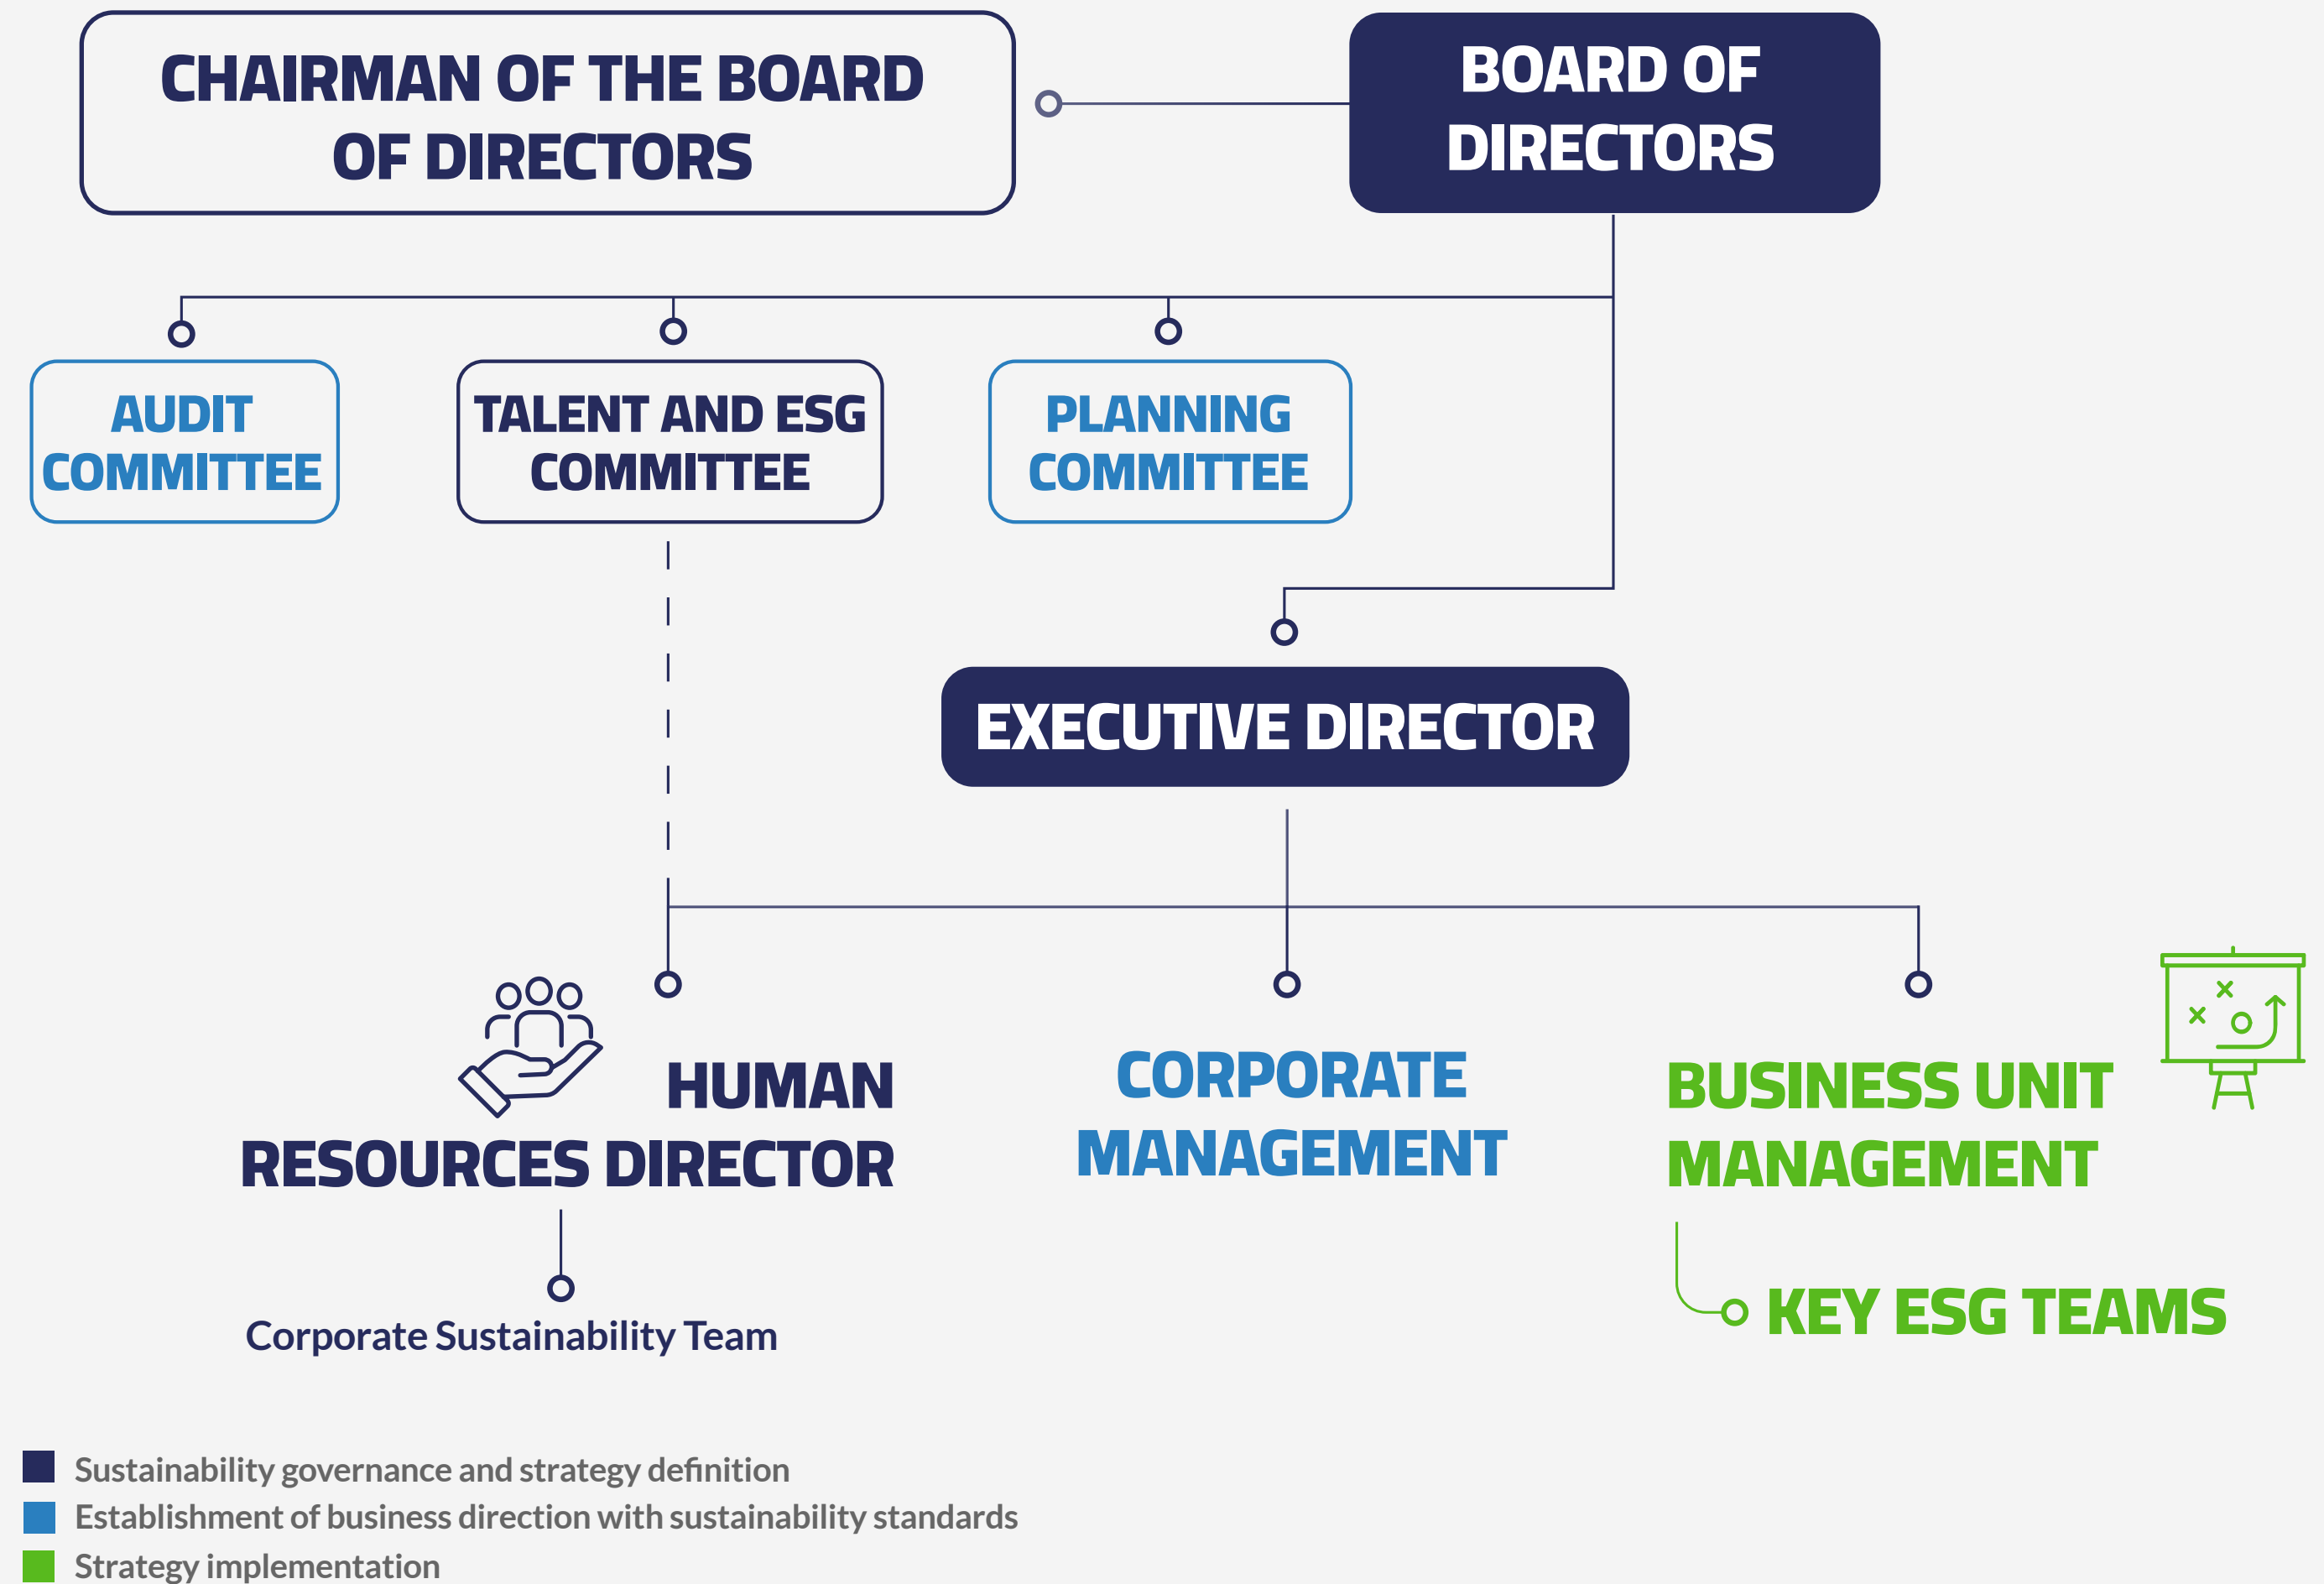 CHAIRMAN OF THE BOARD
OF DIRECTORS
BOARD OF
DIRECTORS
AUDIT
COMMITTEE
TALENT AND ESG
COMMITTEE
PLANNING
COMMITTEE
EXECUTIVE DIRECTOR
HUMAN
RESOURCES DIRECTOR
CORPORATE
MANAGEMENT
BUSINESS UNIT
MANAGEMENT
Corporate Sustainability Team
KEY ESG TEAMS
Sustainability governance and strategy definition
Establishment of business direction with sustainability standards
Strategy implementation